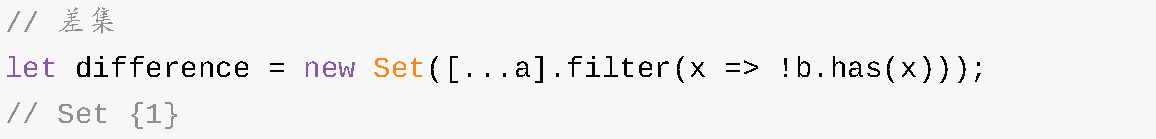 // 差集
let difference = new Set([...a].filter(x => !b.has(x)));
// Set {1}